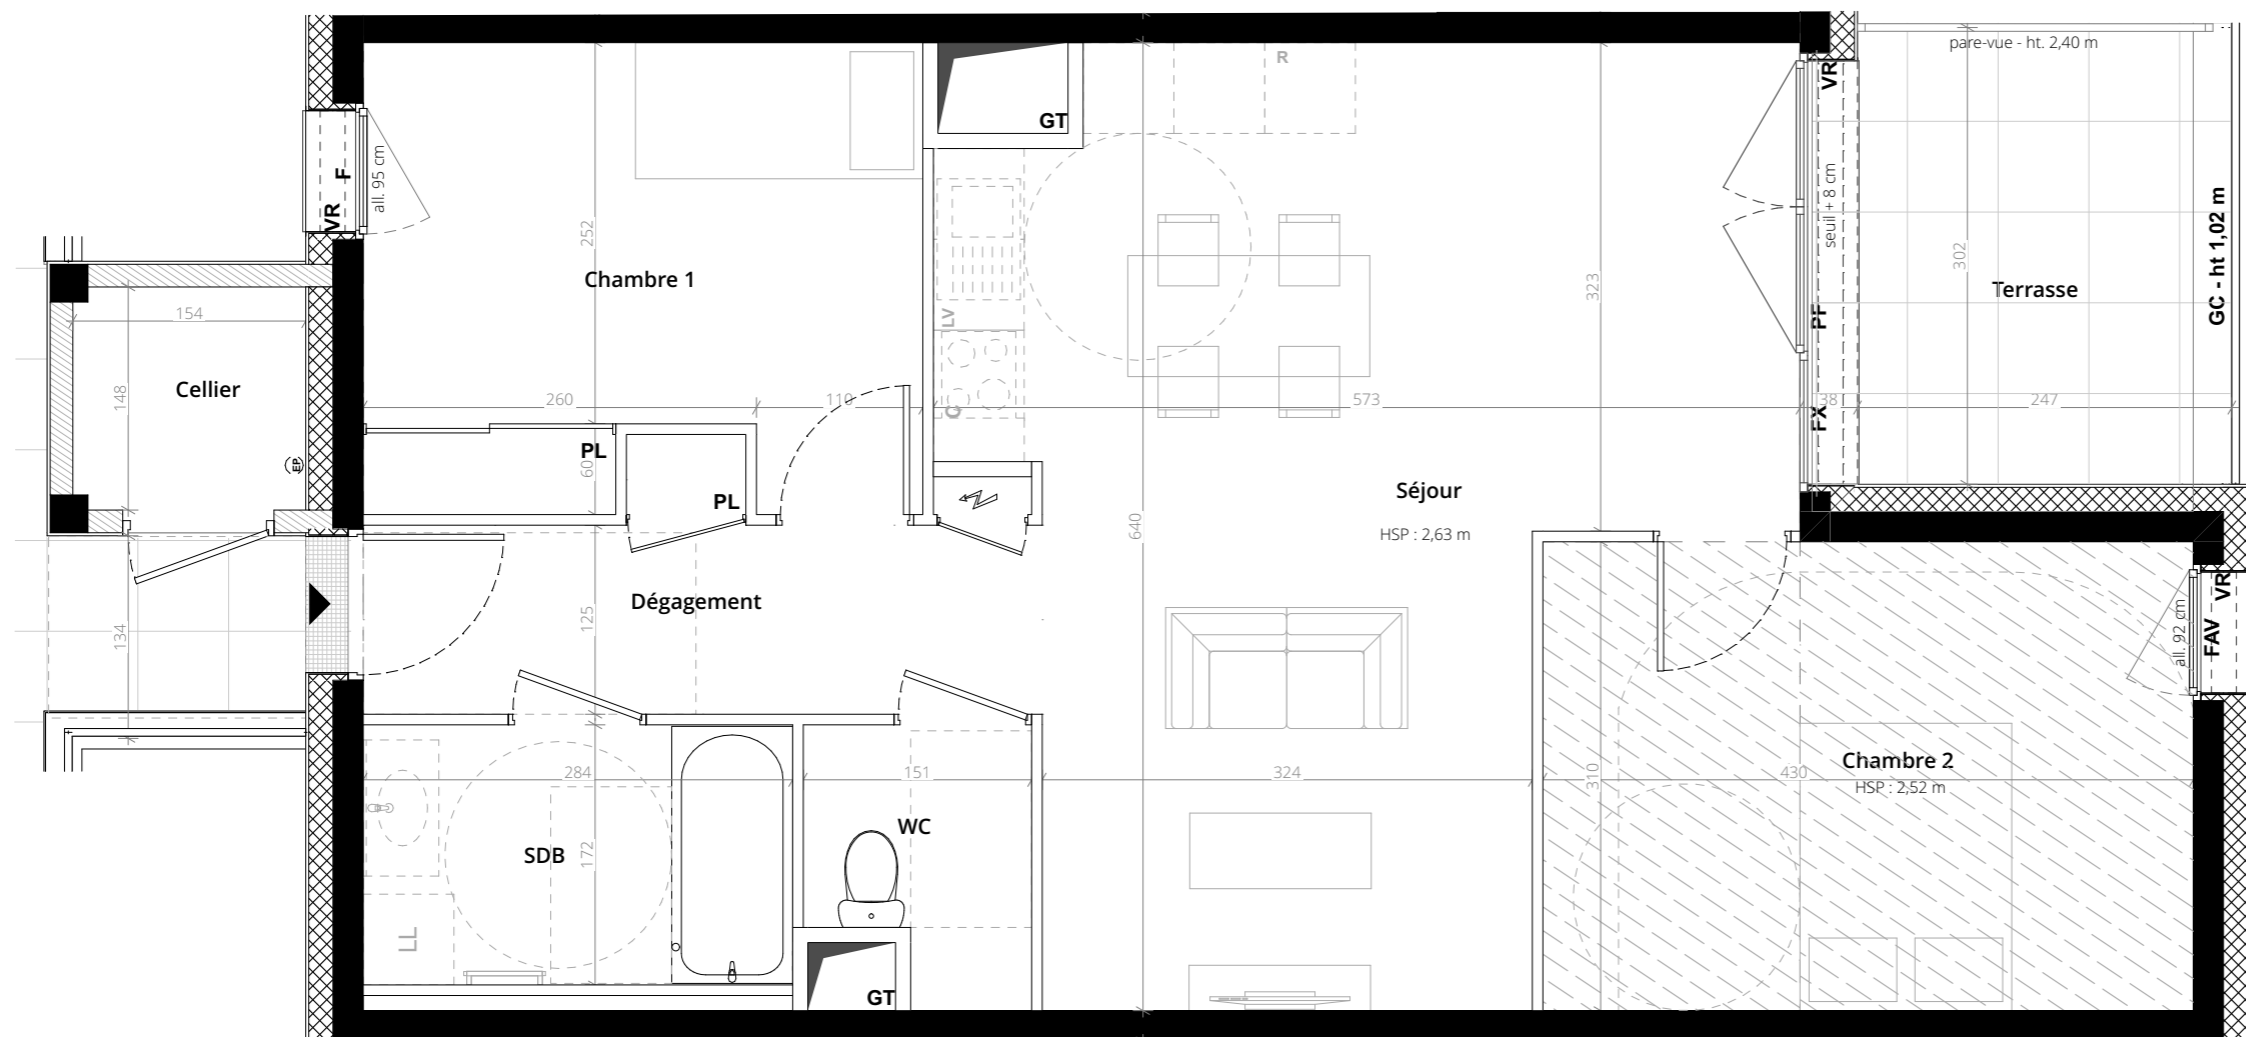 pare-vue - ht. 2,40 m
R
VR
GT
F
all. 95 cm
VR
seuil + 8 cm
GC - ht 1,02 m
252
302
Chambre 1
323
Terrasse
154
LV
PF
Cellier
148
260
110
573
38
247
C
FX
PL
60
EP
PL
Séjour
640
HSP : 2,63 m
VR
Dégagement
125
134
all. 92 cm
FAV
Chambre 2
284
151
324
310
430
HSP : 2,52 m
WC
SDB
172
LL
GT